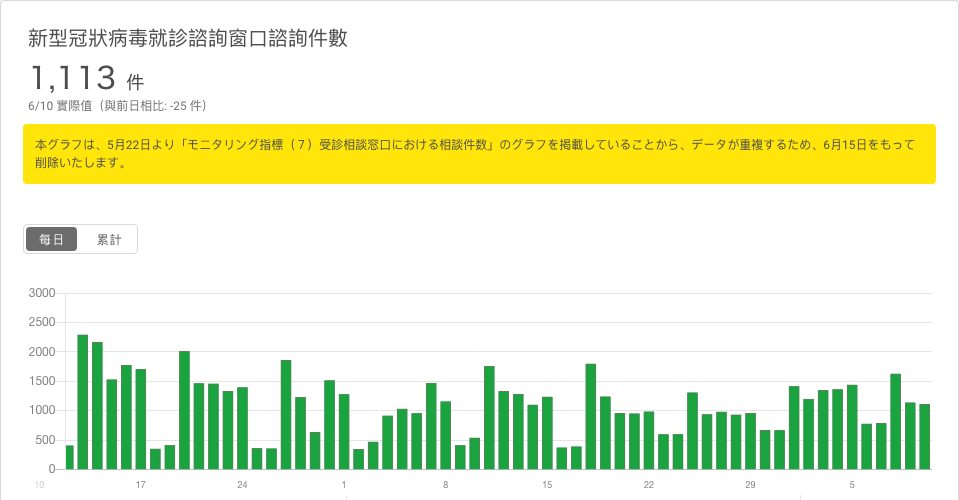 新型冠狀病毒就診諮詢窗口諮詢件數
1,113 件
6/10 實際值（與前日相比: -25 件）
本グラフは、5月22日より「モニタリング指標（７）受診相談窓口における相談件数」のグラフを掲載していることから、データが重複するため、6月15日をもって
削除いたします。
每日 累計
3000
2500
2000
1500
1000
500
0
10 17 24 1 8 15 22 29 5